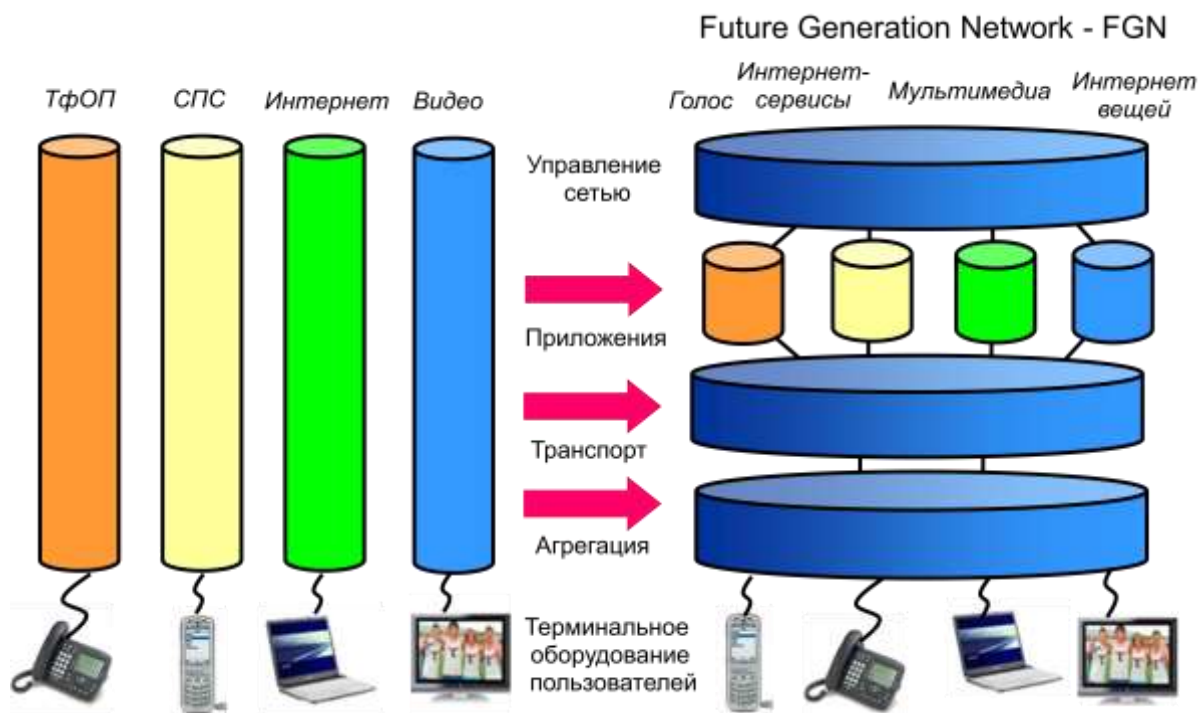 Future Generation Network - FGN
ТфОП
СПС
Интернет
Видео
Голос
Интернет-
сервисы
Мультимедиа
Интернет
вещей
Управление
сетью
Приложения
Транспорт
Агрегация
Терминальное
оборудование
пользователей